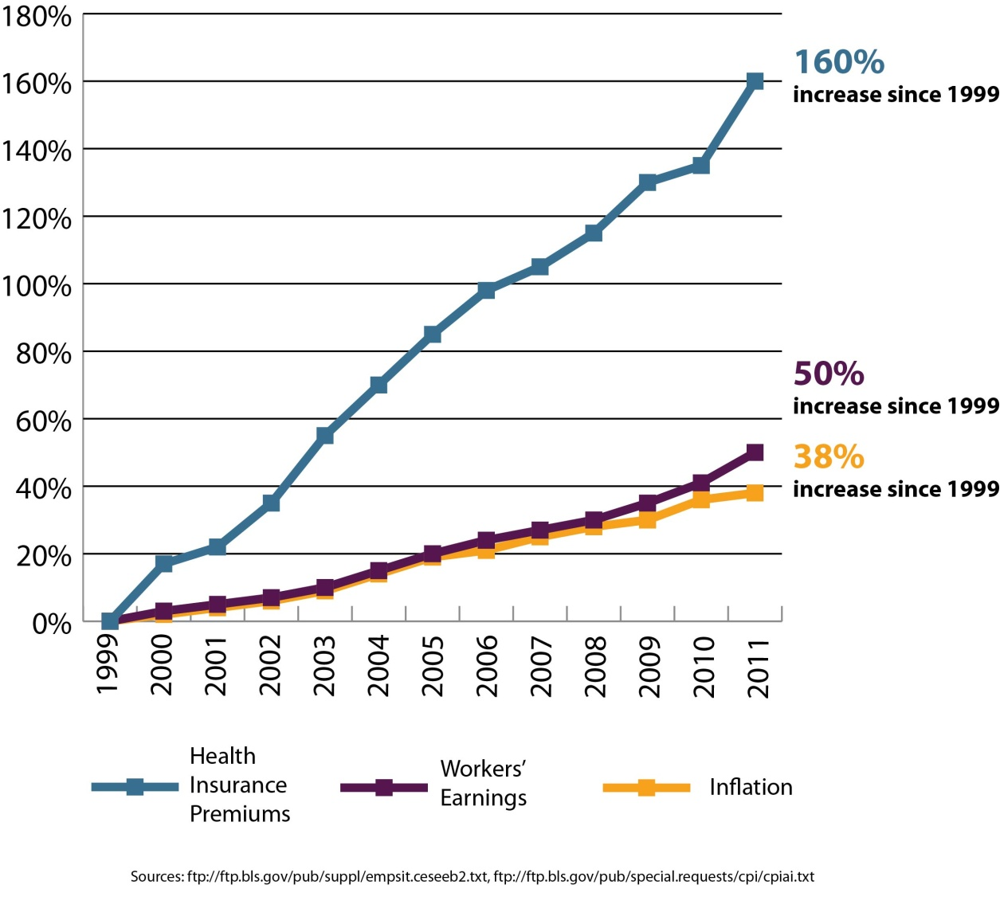 180%
160%
140%
120%
100%
80%
60%
40%
20%
0%
160%
increase since 1999
50%
increase since 1999
38%
increase since 1999
1999
2000
2001
2002
2003
2004
2005
2006
2007
2008
2009
2010
2011
Health
Insurance
Premiums
Workers’
Earnings
Inflation
Sources: ftp://ftp.bls.gov/pub/suppl/empsit.ceseeb2.txt, ftp://ftp.bls.gov/pub/special.requests/cpi/cpiai.txt